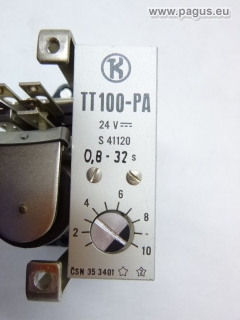 www.pagus.eu
K
TT100-PA
24 V
S 41120
0,8 - 32 s
2 4 6 8 10
ČSN 35 3401